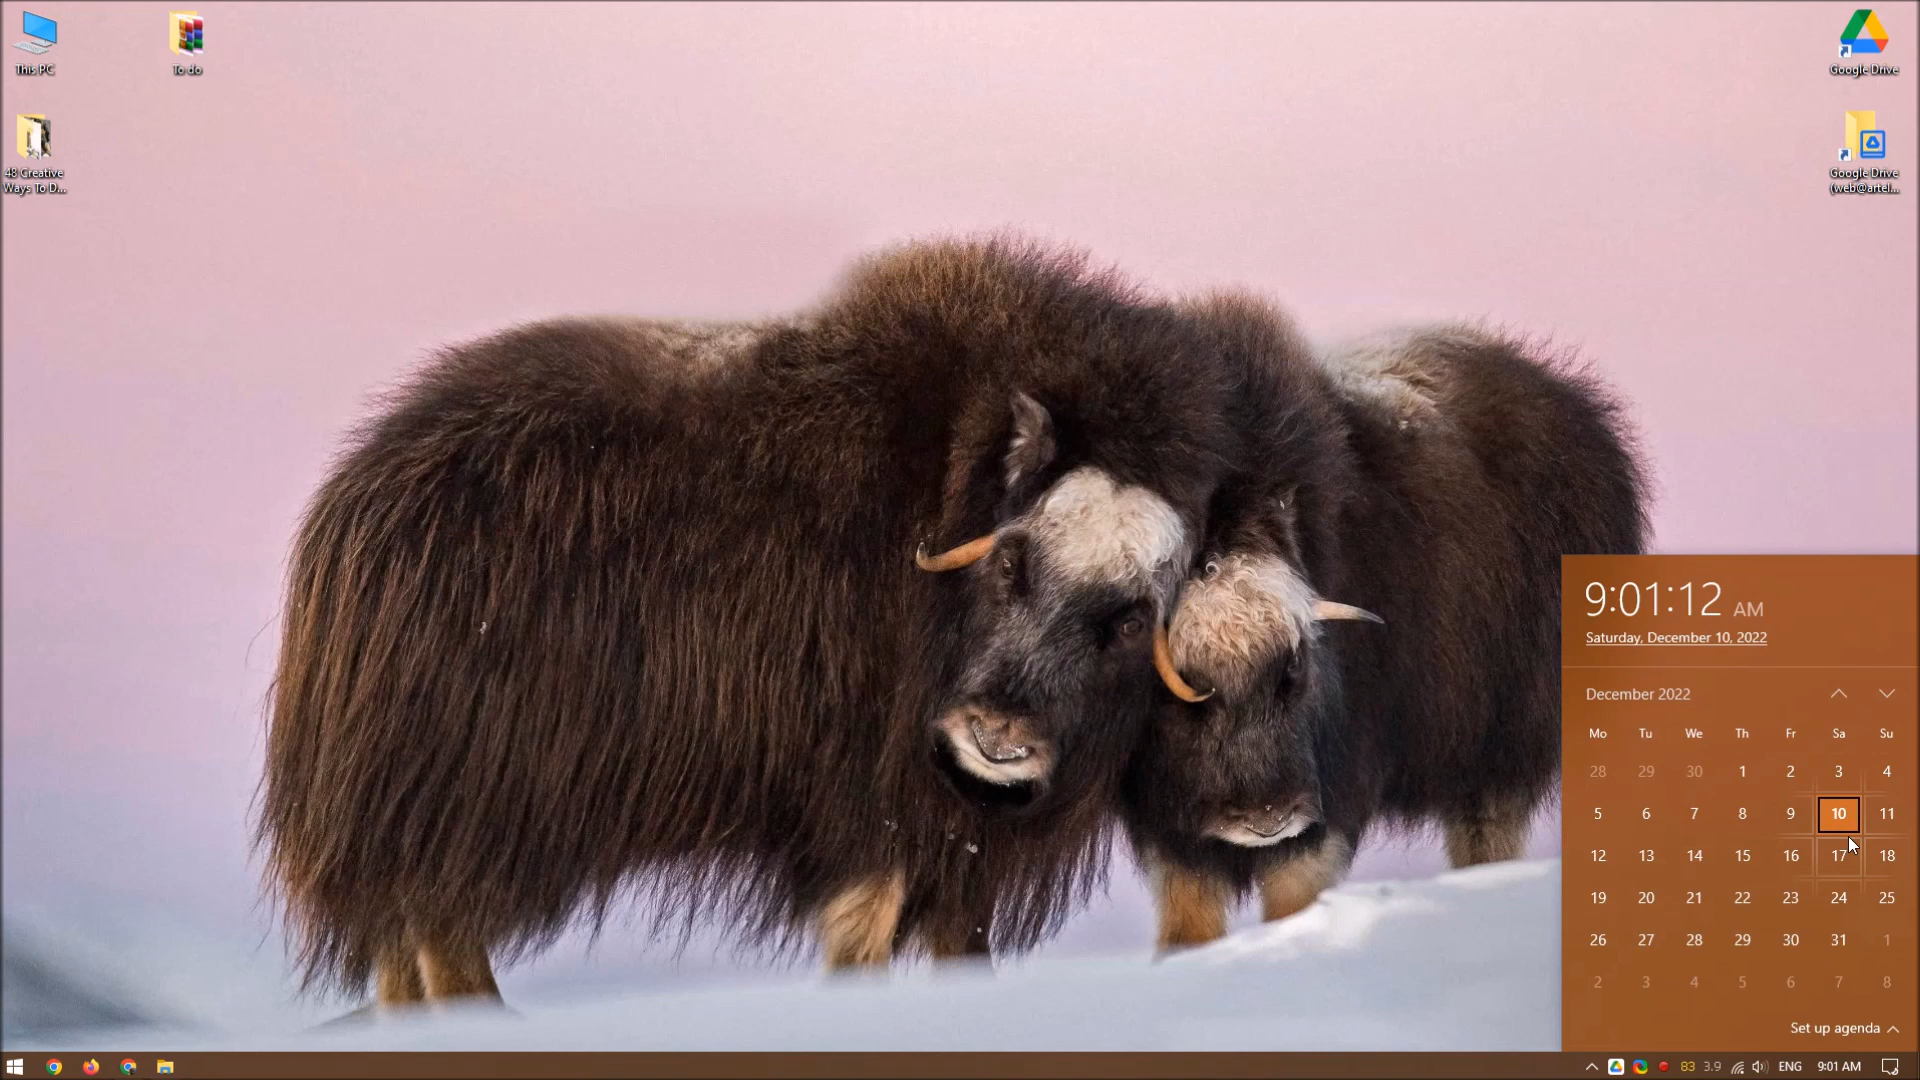 This PC
To do
48 Creative
Ways To D...
Google Drive
Google Drive
(web@artel...
9:01:12 AM
Saturday, December 10, 2022
December 2022
Mo Tu We Th Fr Sa Su
28 29 30 1 2 3 4
5 6 7 8 9 10 11
12 13 14 15 16 17 18
19 20 21 22 23 24 25
26 27 28 29 30 31 1
2 3 4 5 6 7 8
Set up agenda
83 3.9 ENG 9:01 AM